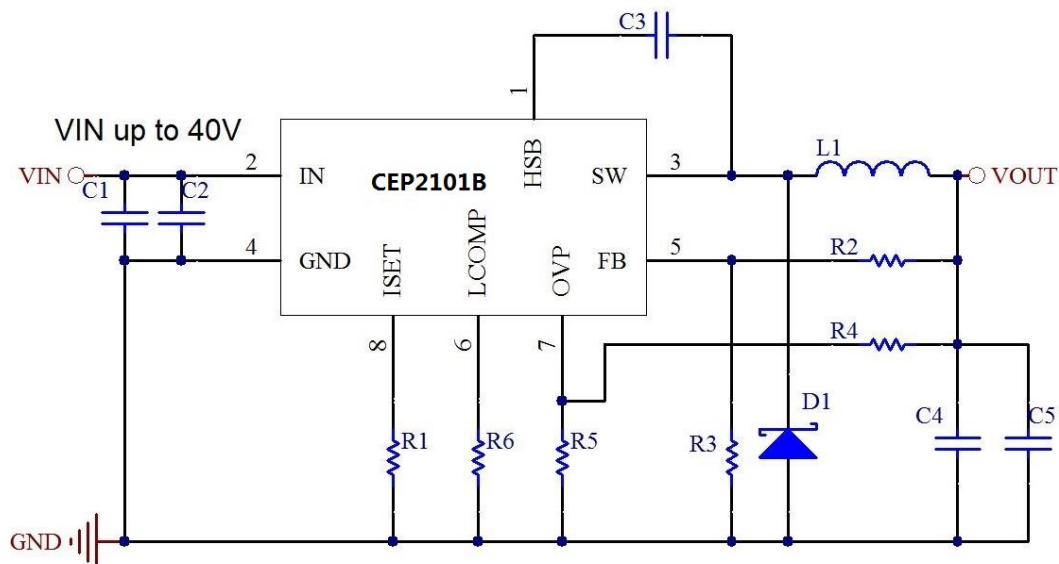 C3
1
VIN up to 40V
VIN
C1
C2
2
IN
CEP2101B
HSB
SW
3
L1
VOUT
4
GND
ISET
LCOMP
OVP
FB
5
R2
8
6
7
R4
R1
R6
R5
R3
D1
C4
C5
GND